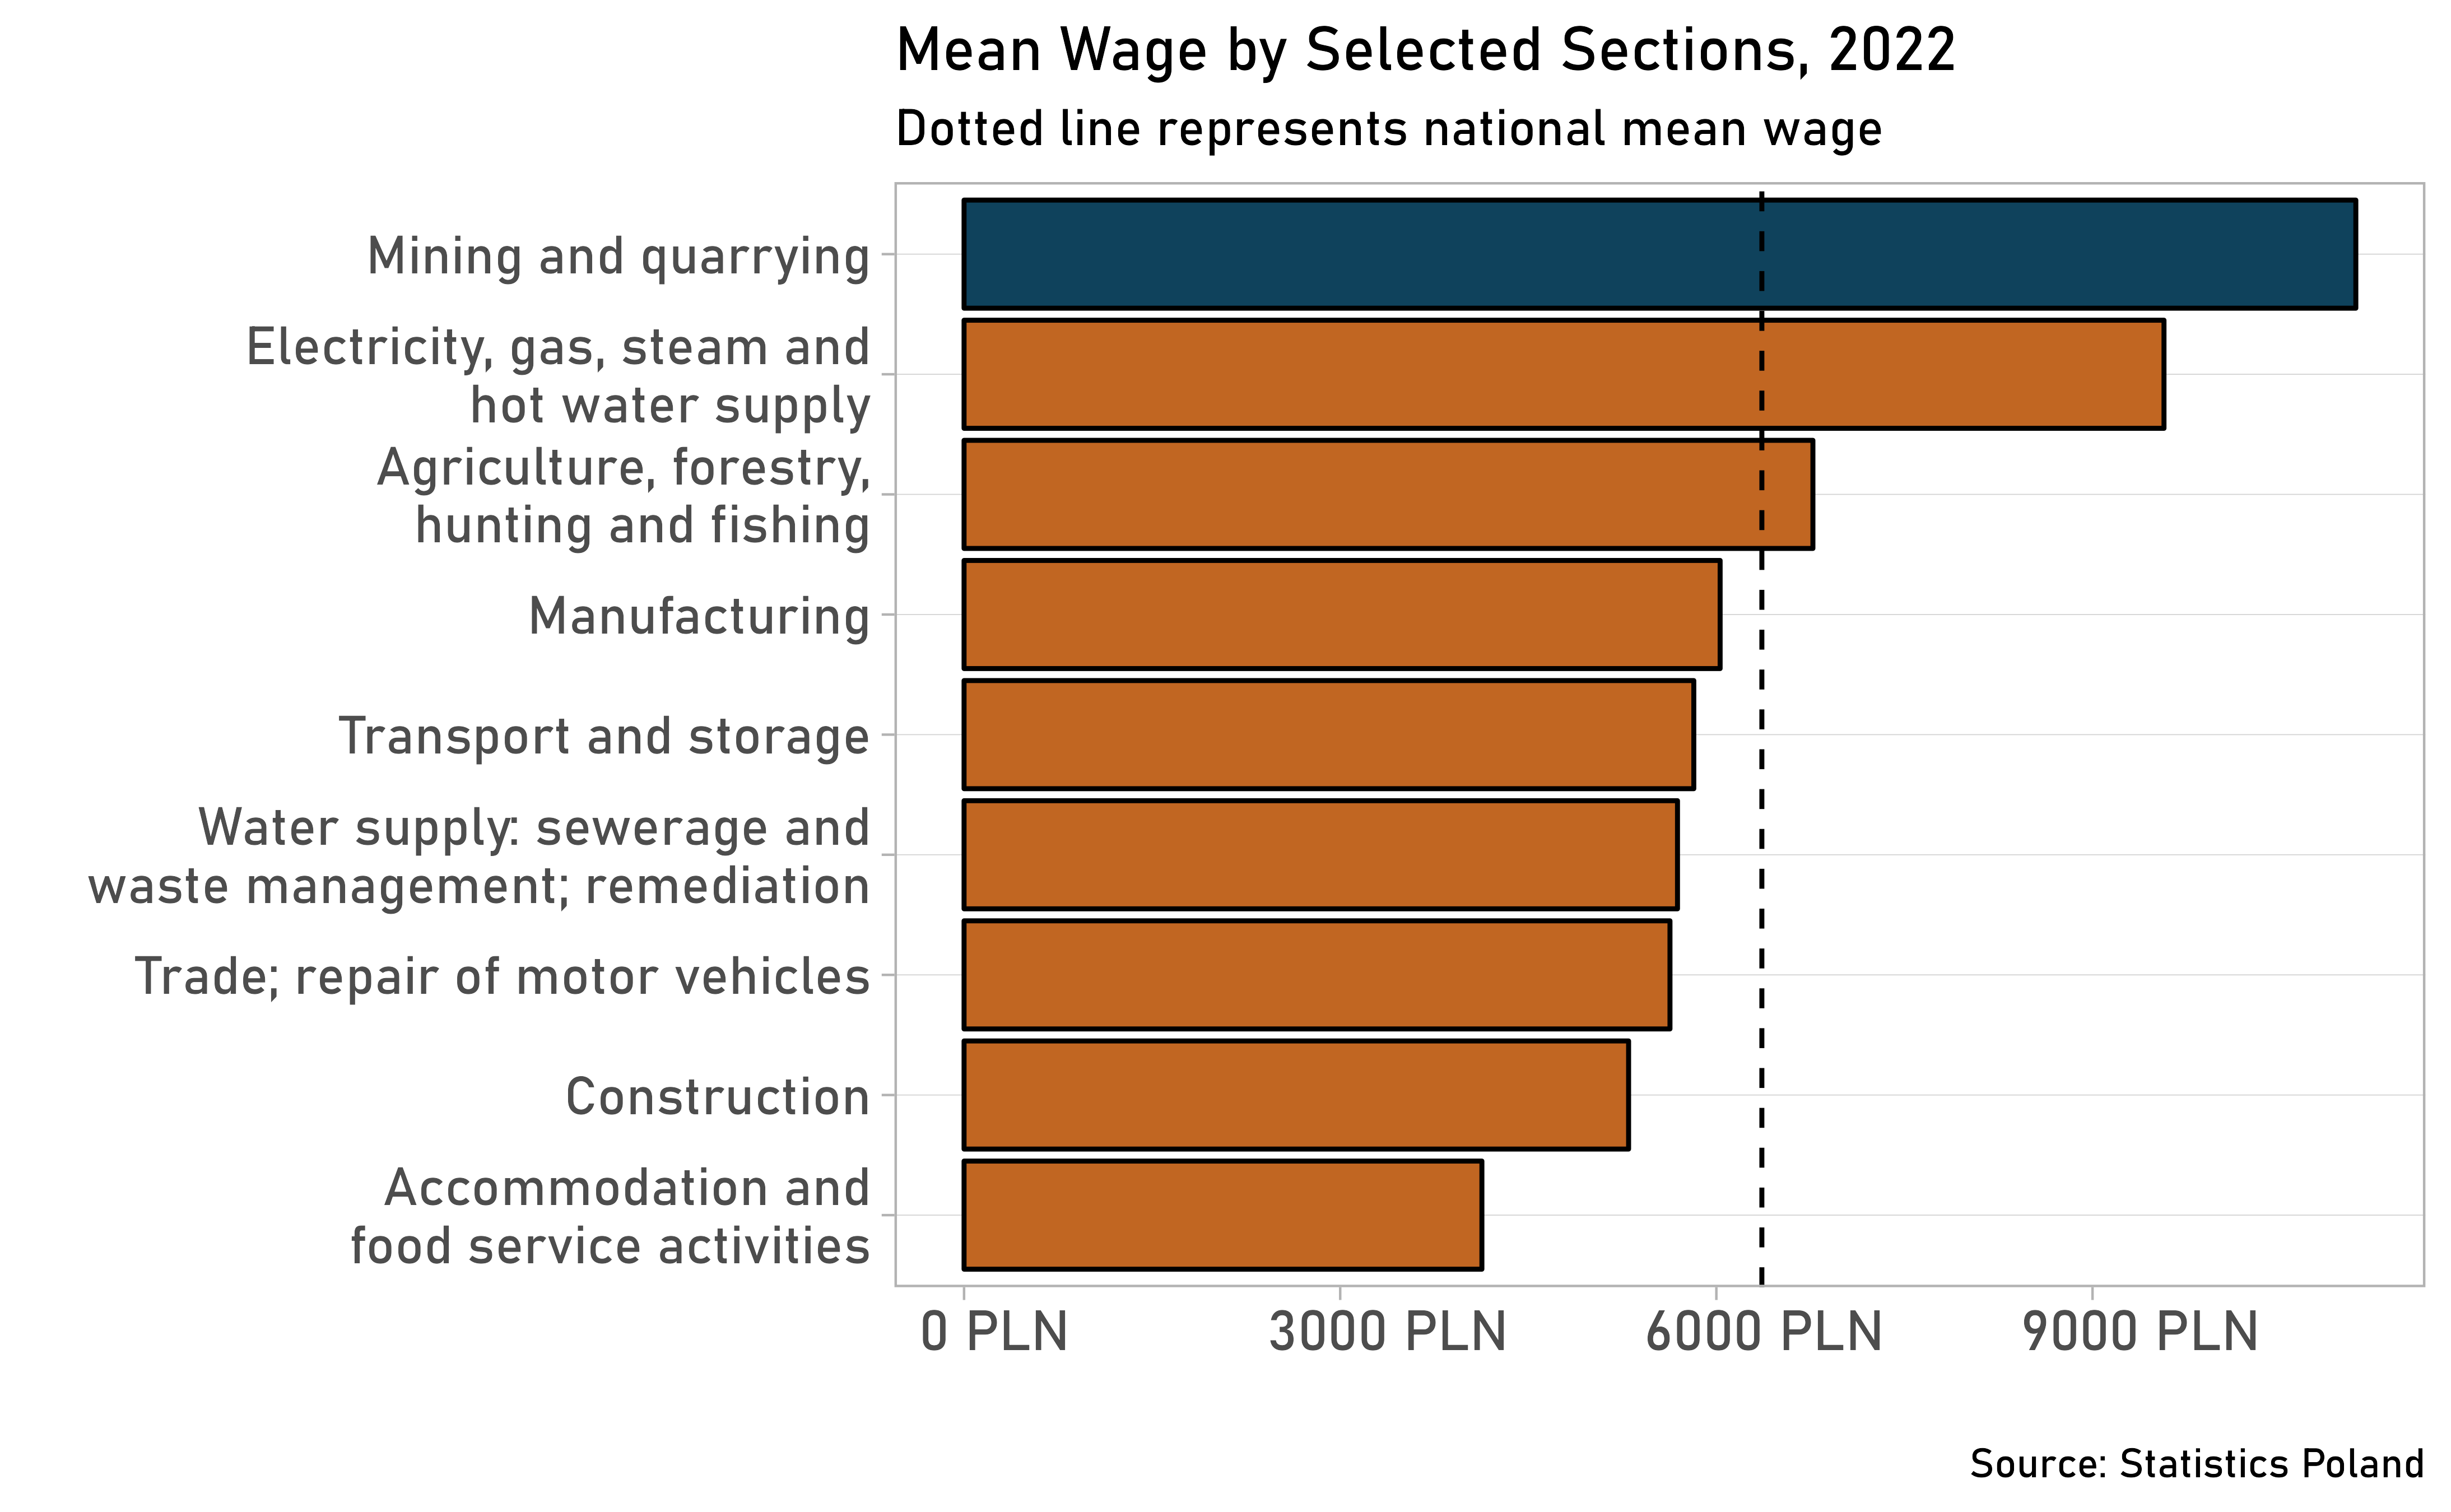 Mean Wage by Selected Sections, 2022
Dotted line represents national mean wage
Mining and quarrying
Electricity, gas, steam and
hot water supply
Agriculture, forestry,
hunting and fishing
Manufacturing
Transport and storage
Water supply: sewerage and
waste management; remediation
Trade; repair of motor vehicles
Construction
Accommodation and
food service activities
0 PLN
3000 PLN
6000 PLN
9000 PLN
Source: Statistics Poland